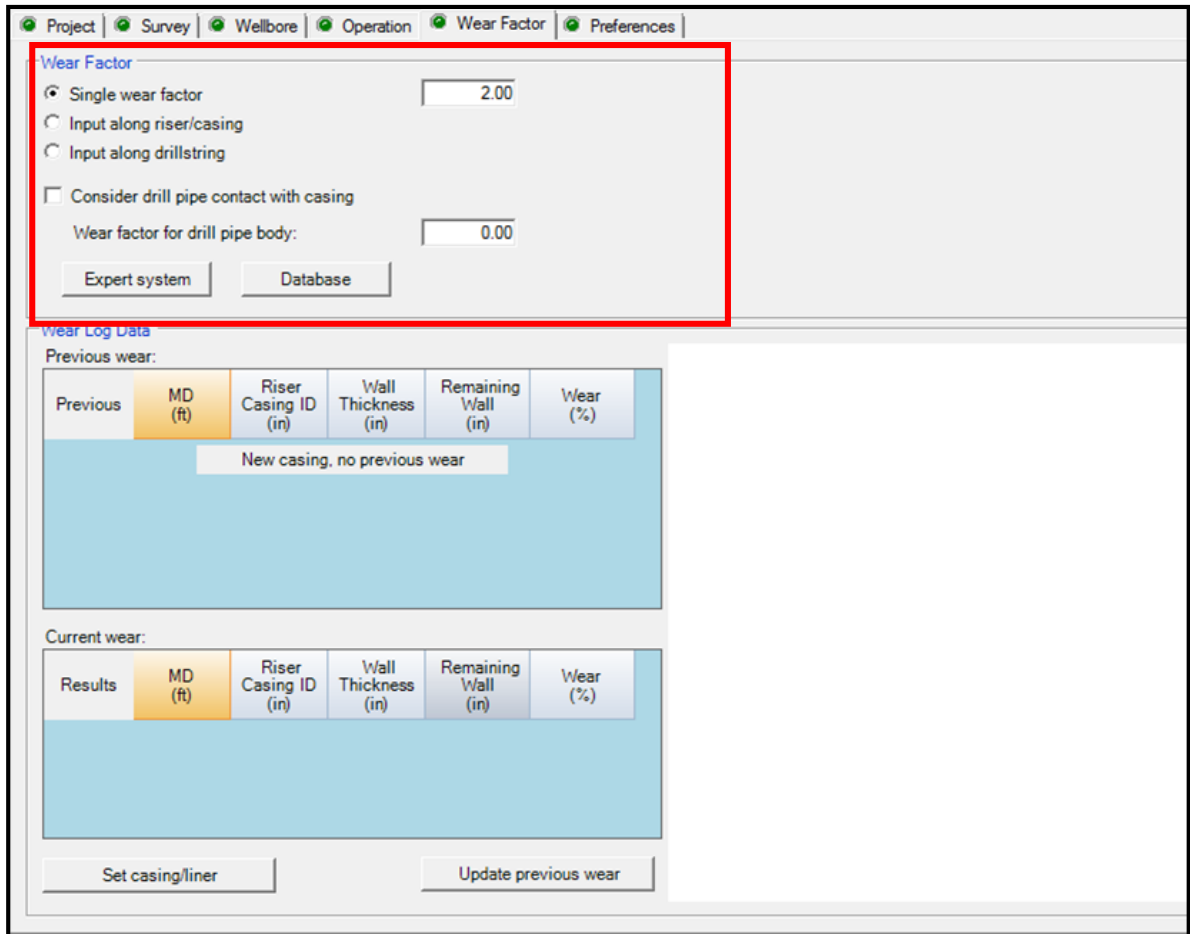 Project Survey Wellbore Operation Wear Factor Preferences
Wear Factor
Single wear factor 2.00
Input along riser/casing
Input along drillstring
Consider drill pipe contact with casing
Wear factor for drill pipe body: 0.00
Expert system Database
Wear Log Data
Previous wear:
Previous MD (ft) Riser Casing ID (in) Wall Thickness (in) Remaining Wall (in) Wear (%)
New casing, no previous wear
Current wear:
Results MD (ft) Riser Casing ID (in) Wall Thickness (in) Remaining Wall (in) Wear (%)
Set casing/liner Update previous wear